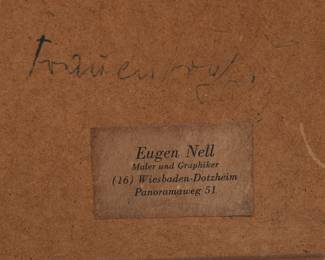 Eugen Nell
Maler und Graphiker
(16) Wiesbaden-Dotzheim
Panoramaweg 51